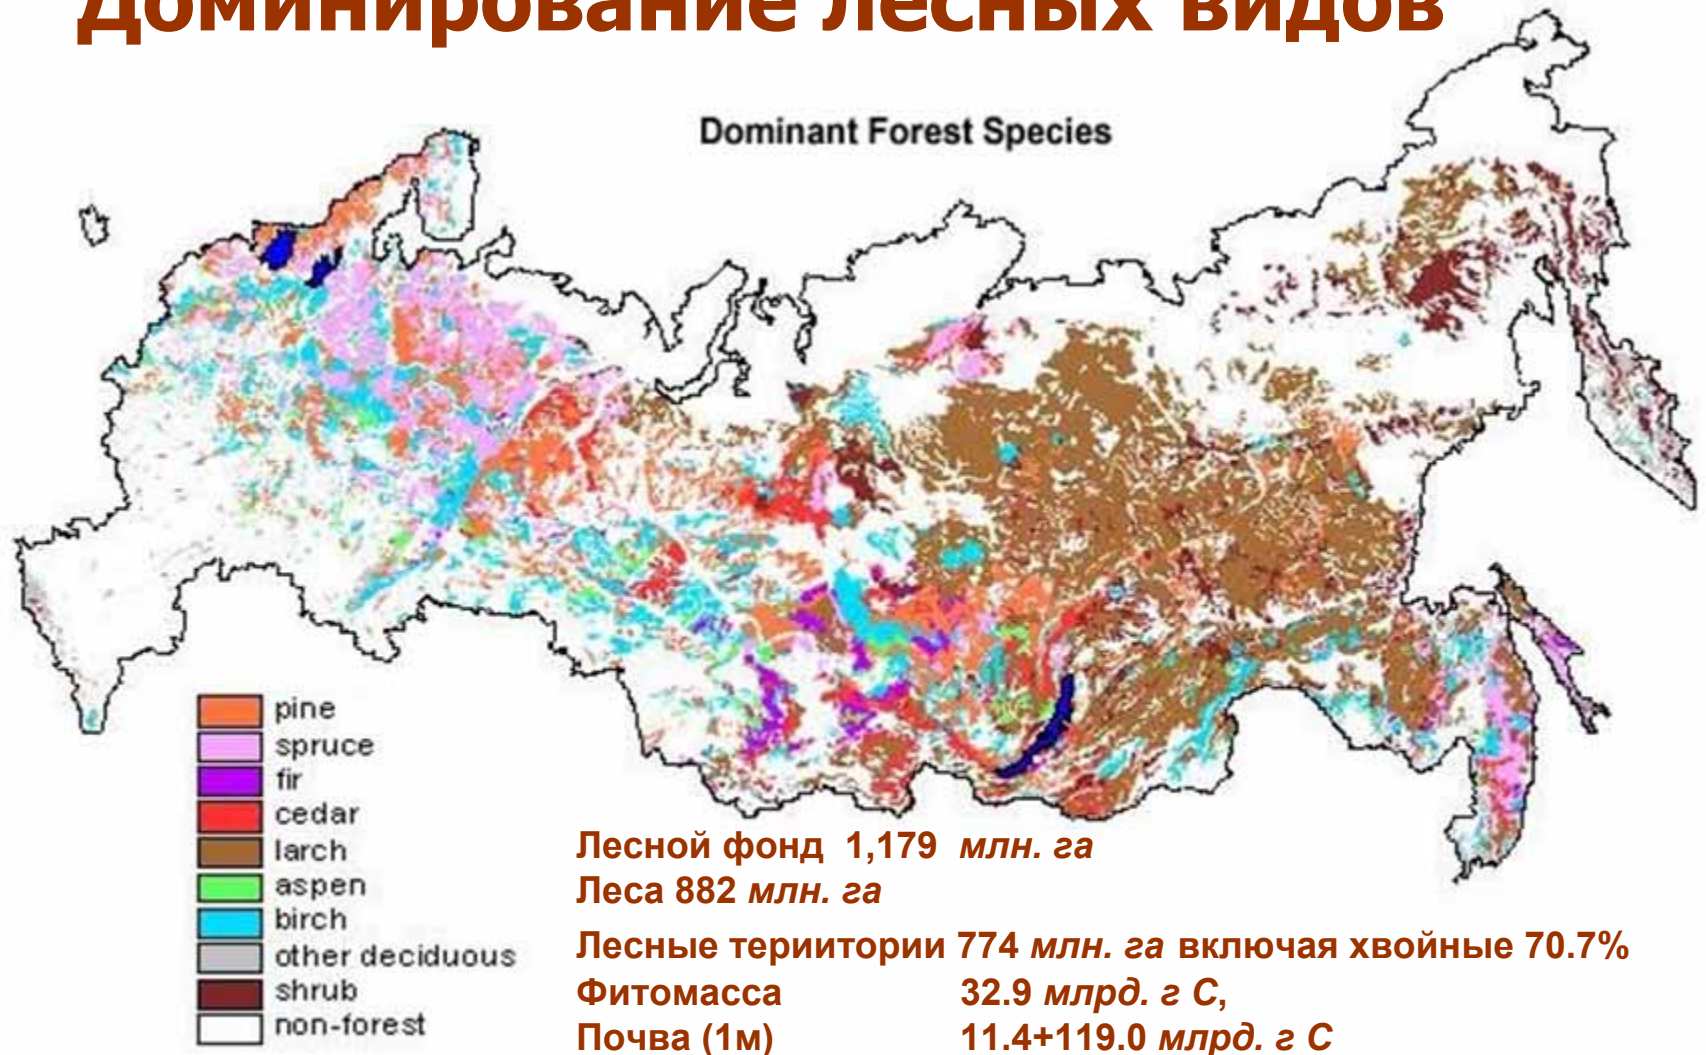 Доминирование лесных видов
Dominant Forest Species
pine
spruce
fir
cedar
larch
aspen
birch
other deciduous
shrub
non-forest
Лесной фонд 1,179 млн. га
Леса 882 млн. га
Лесные териитории 774 млн. га включая хвойные 70.7%
Фитомасса 32.9 млрд. г С,
Почва (1м) 11.4+119.0 млрд. г С